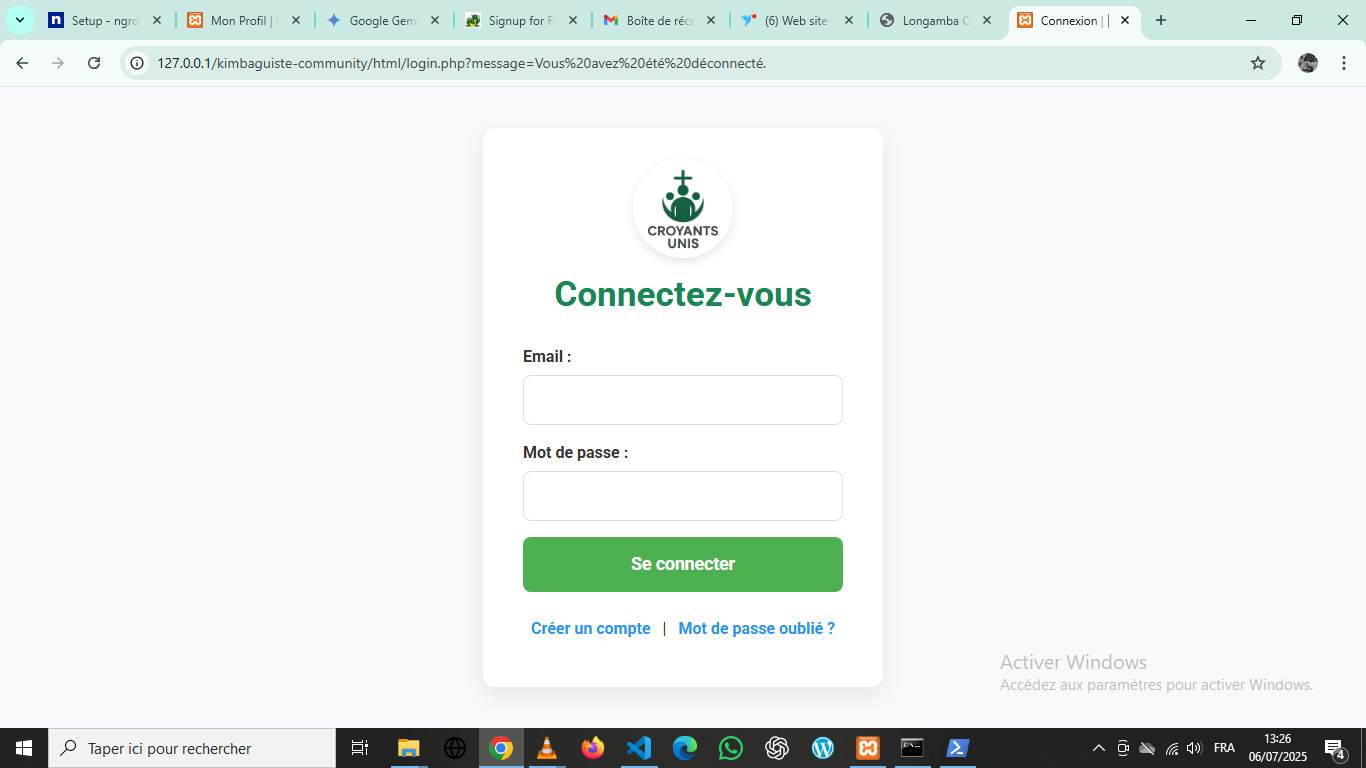 Setup - ngro
Mon Profil |
Google Gem
Signup for F
Boîte de réce
(6) Web site
Longamba C
Connexion |
127.0.0.1/kimbaguiste-community/html/login.php?message=Vous%20avez%20été%20déconnecté.
CROYANTS
UNIS
Connectez-vous
Email :
Mot de passe :
Se connecter
Créer un compte | Mot de passe oublié ?
Activer Windows
Accédez aux paramètres pour activer Windows.
Taper ici pour rechercher
FRA
13:26
06/07/2025
4